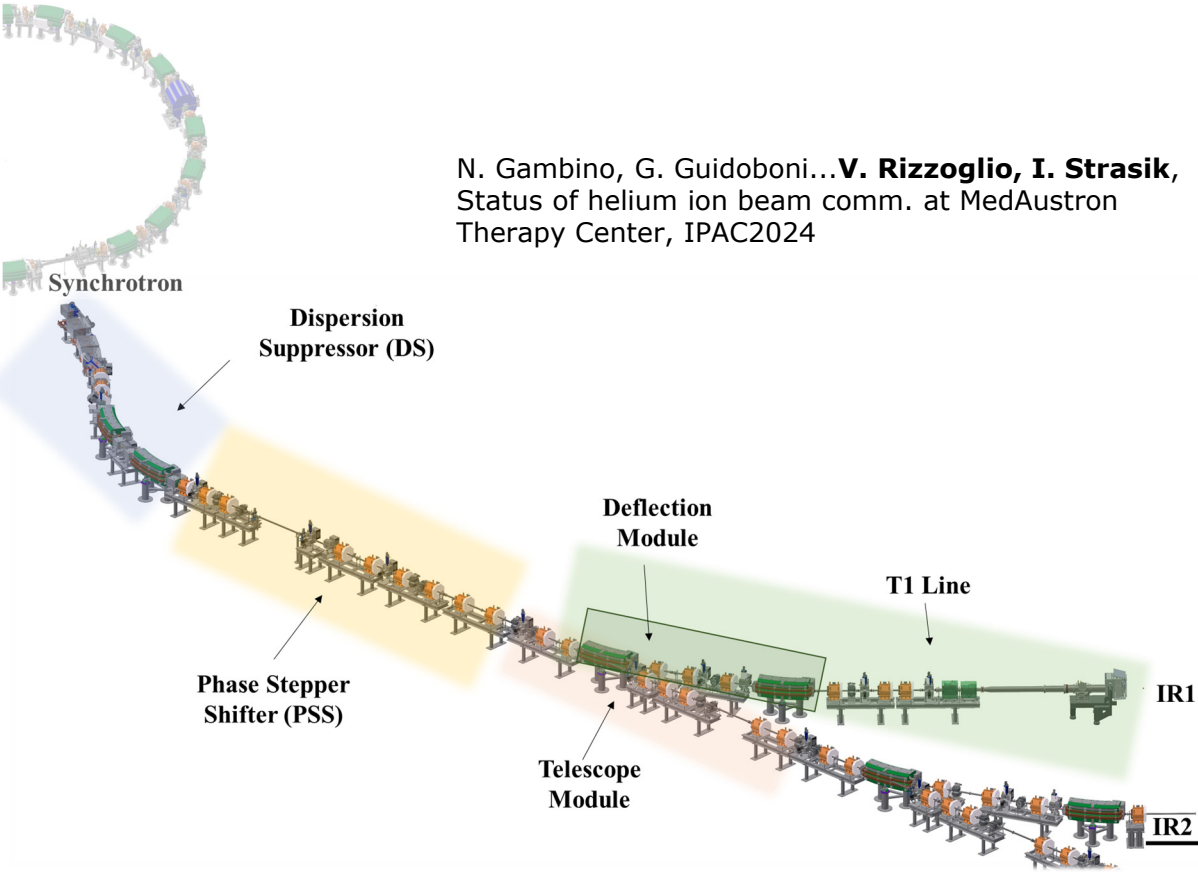 N. Gambino, G. Guidoboni...V. Rizzoglio, I. Strasik,
Status of helium ion beam comm. at MedAustron
Therapy Center, IPAC2024
Synchrotron
Dispersion
Suppressor (DS)
Deflection
Module
T1 Line
Phase Stepper
Shifter (PSS)
IR1
Telescope
Module
IR2